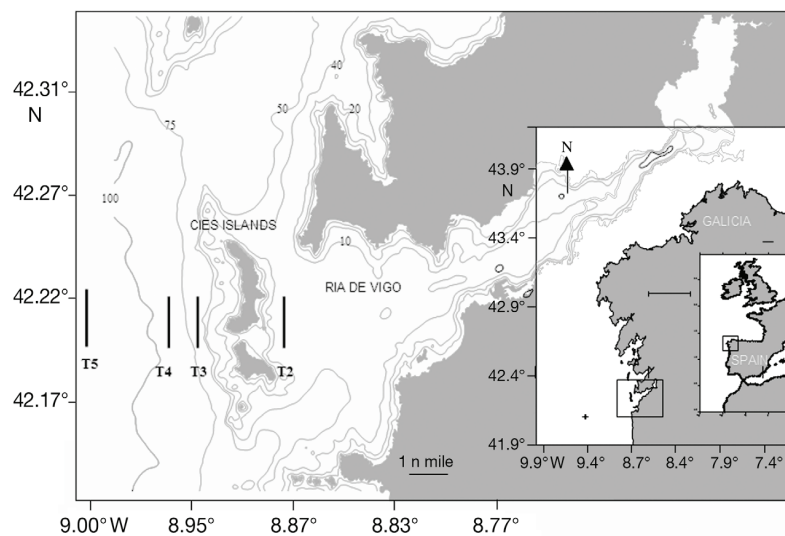 42.31°
N
42.27°
42.22°
42.17°
9.00° W
8.95°
8.87°
8.83°
8.77°
40
20
50
75
100
10
CIES ISLANDS
RIA DE VIGO
T5
T4
T3
T2
1 n mile
N
43.9°
N
43.4°
42.9°
42.4°
41.9°
9.9° W
9.4°
8.7°
8.4°
7.9°
7.4°
GALICIA
SPAIN